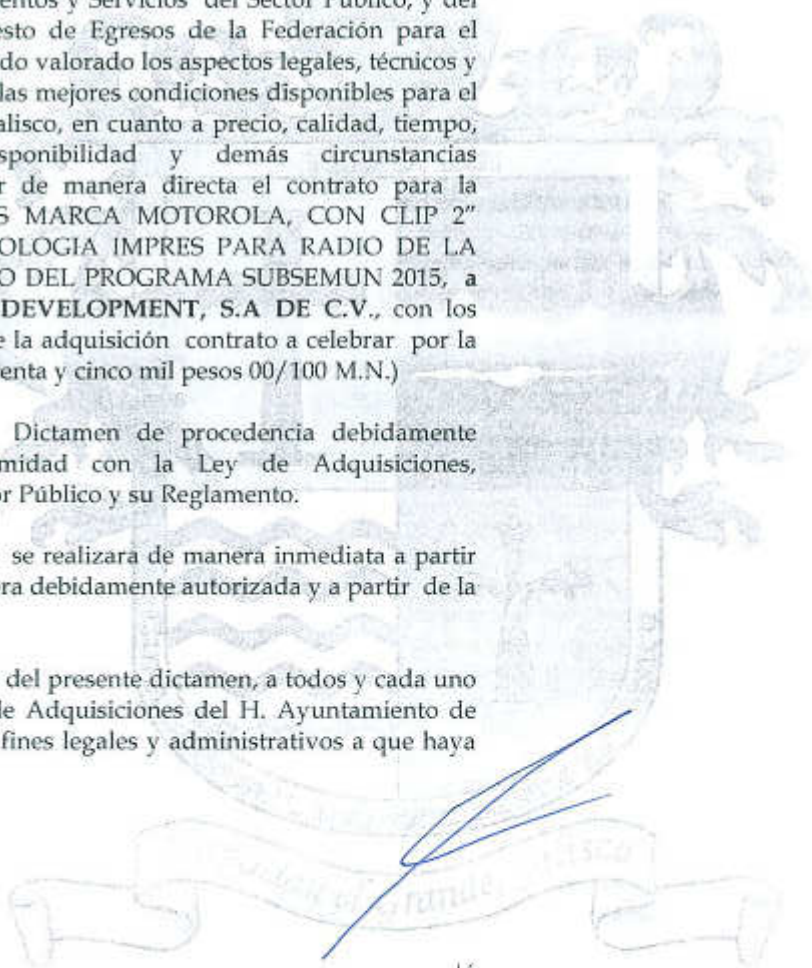 entos y Servicios del Sector Público, y del
esto de Egresos de la Federación para el
do valorado los aspectos legales, técnicos y
las mejores condiciones disponibles para el
alisco, en cuanto a precio, calidad, tiempo,
sponibilidad y demás circunstancias
r de manera directa el contrato para la
S MARCA MOTOROLA, CON CLIP 2”
OLOGIA IMPRES PARA RADIO DE LA
O DEL PROGRAMA SUBSEMUN 2015, a
DEVELOPMENT, S.A DE C.V., con los
e la adquisición contrato a celebrar por la
enta y cinco mil pesos 00/100 M.N.)
Dictamen de procedencia debidamente
midad con la Ley de Adquisiciones,
or Público y su Reglamento.
se realizara de manera inmediata a partir
era debidamente autorizada y a partir de la
del presente dictamen, a todos y cada uno
de Adquisiciones del H. Ayuntamiento de
fines legales y administrativos a que haya